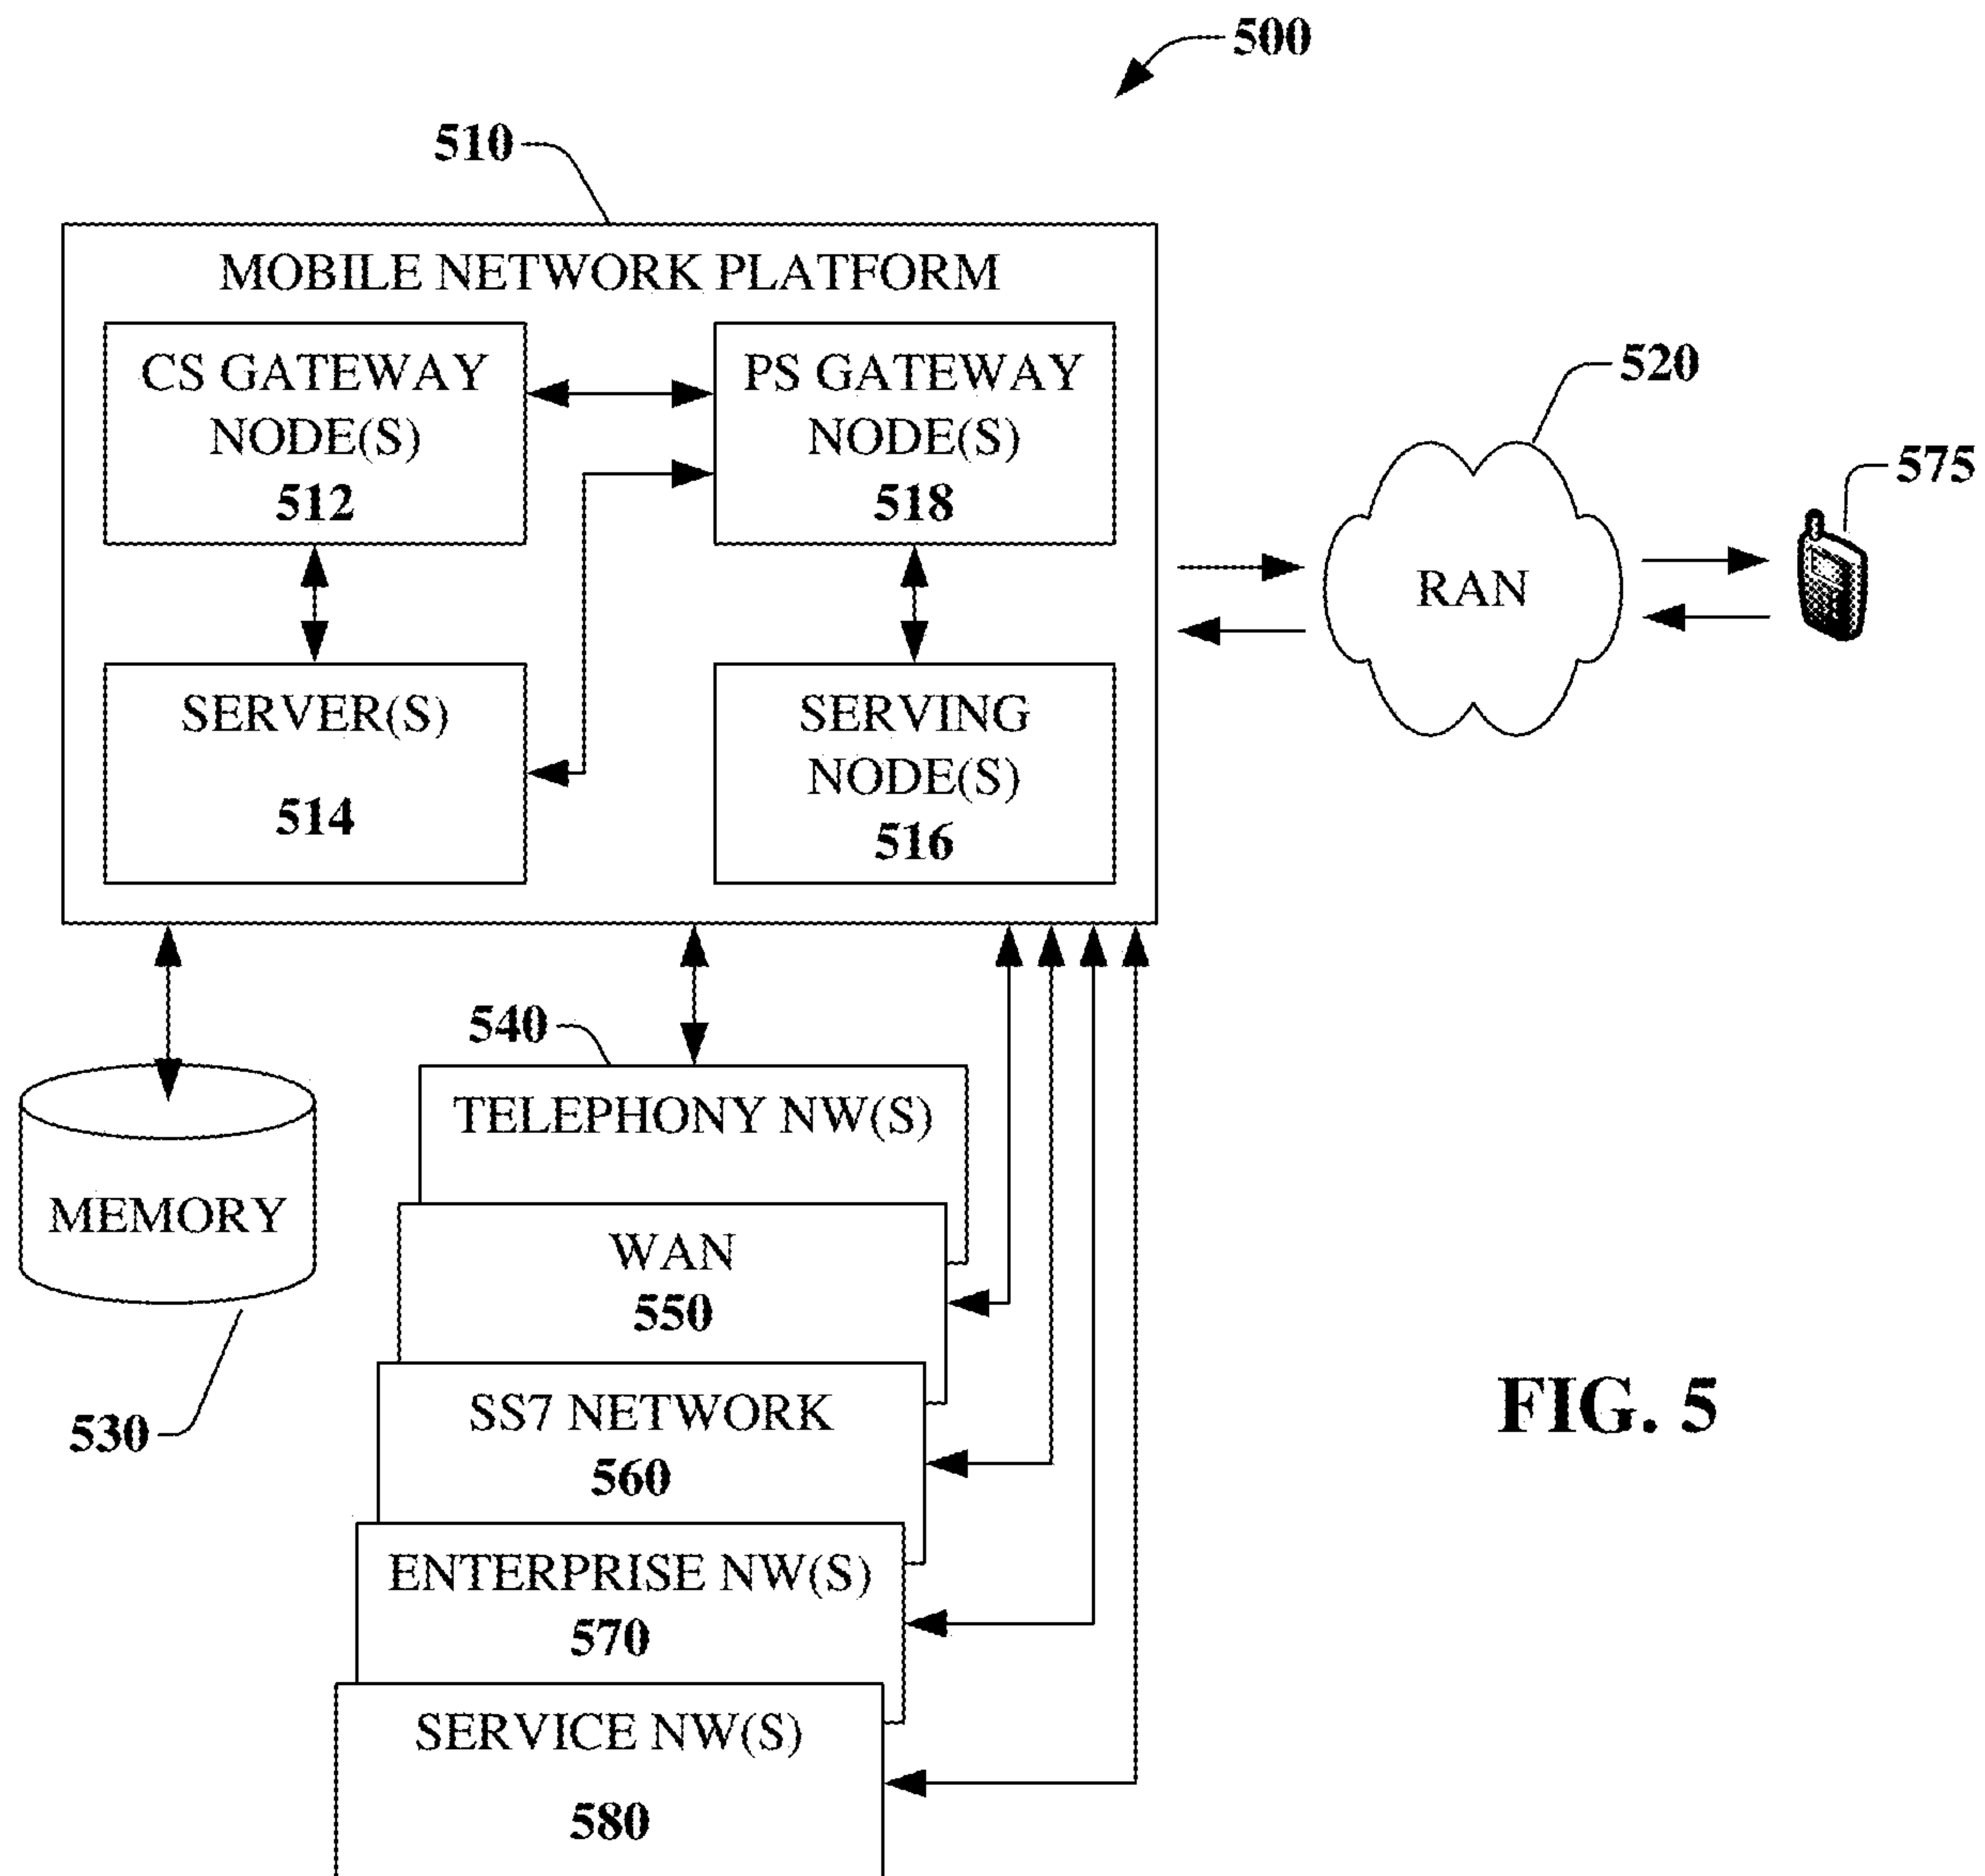 500
510
MOBILE NETWORK PLATFORM
CS GATEWAY
NODE(S)
512
PS GATEWAY
NODE(S)
518
520
575
RAN
SERVER(S)
514
SERVING
NODE(S)
516
540
TELEPHONY NW(S)
MEMORY
530
WAN
550
SS7 NETWORK
560
ENTERPRISE NW(S)
570
SERVICE NW(S)
580
FIG. 5